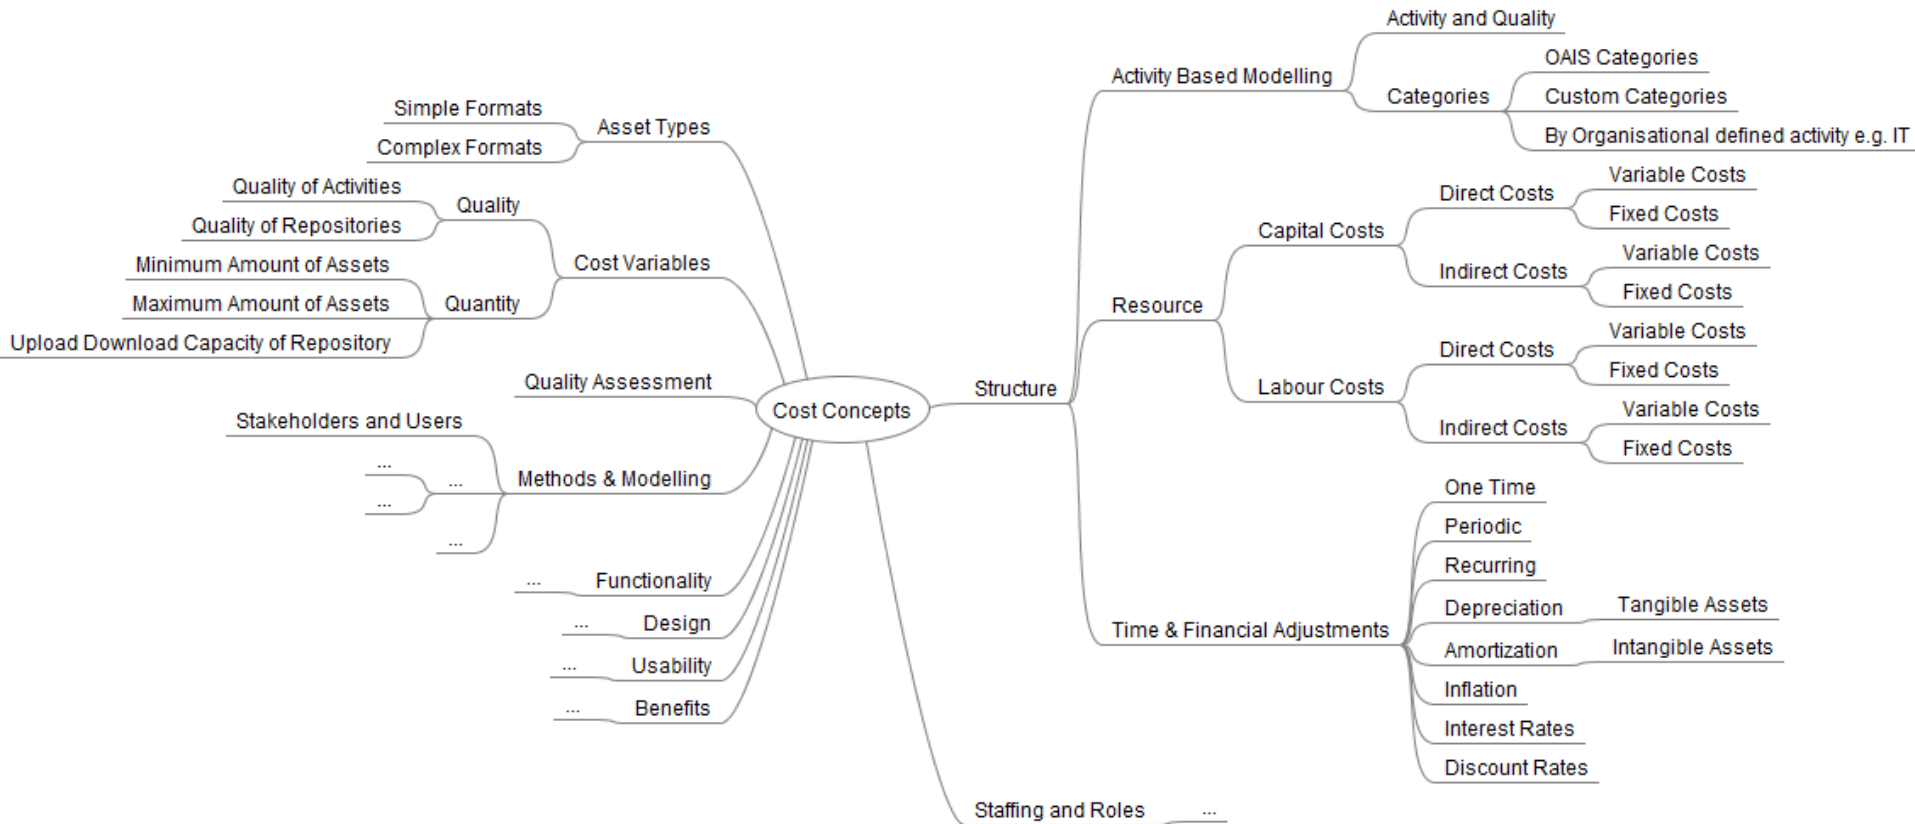 Cost Concepts
Asset Types
Simple Formats
Complex Formats
Cost Variables
Quality
Quality of Activities
Quality of Repositories
Quantity
Minimum Amount of Assets
Maximum Amount of Assets
Upload Download Capacity of Repository
Quality Assessment
Methods & Modelling
Stakeholders and Users
...
...
...
...
Functionality
...
Design
...
Usability
...
Benefits
...
Structure
Activity Based Modelling
Activity and Quality
Categories
OAIS Categories
Custom Categories
By Organisational defined activity e.g. IT
Resource
Capital Costs
Direct Costs
Variable Costs
Fixed Costs
Indirect Costs
Variable Costs
Fixed Costs
Labour Costs
Direct Costs
Variable Costs
Fixed Costs
Indirect Costs
Variable Costs
Fixed Costs
Time & Financial Adjustments
One Time
Periodic
Recurring
Depreciation
Tangible Assets
Amortization
Intangible Assets
Inflation
Interest Rates
Discount Rates
Staffing and Roles
...